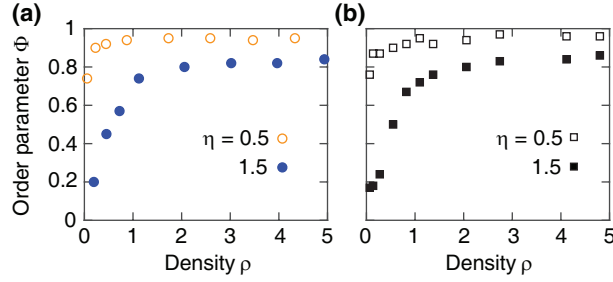 (a)
(b)
Order parameter Φ
1
0.8
0.6
0.4
0.2
0
η = 0.5
1.5
η = 0.5
1.5
0 1 2 3 4 5
0 1 2 3 4 5
Density ρ
Density ρ